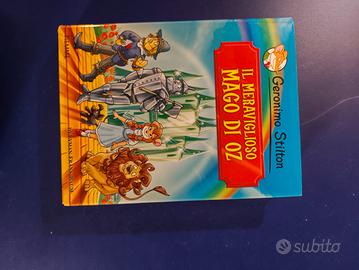 Geronimo Stilton
IL MERAVIGLIOSO
MAGO DI OZ
subito